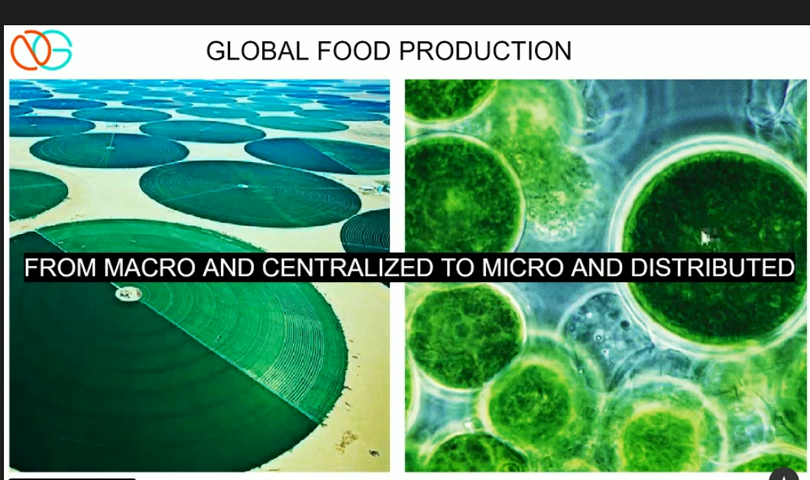 GLOBAL FOOD PRODUCTION
FROM MACRO AND CENTRALIZED TO MICRO AND DISTRIBUTED